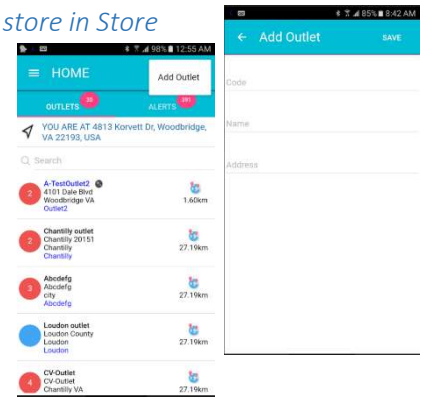 store in Store
98% 12:55 AM
HOME
Add Outlet
OUTLETS
ALERTS
YOU ARE AT 4813 Korvett Dr, Woodbridge,
VA 22193, USA
Search
2
A-TestOutlet2
4101 Dale Blvd
Woodbridge VA
Outlet2
1.60km
2
Chantilly outlet
Chantilly 20151
Chantilly
Chantilly
27.19km
3
Abcdefg
Abcdefg
city
Abcdefg
27.19km
Loudon outlet
Loudon County
Loudon
Loudon
27.19km
4
CV-Outlet
CV-Outlet
Chantilly VA
27.19km
85% 8:42 AM
Add Outlet
SAVE
Code
Name
Address